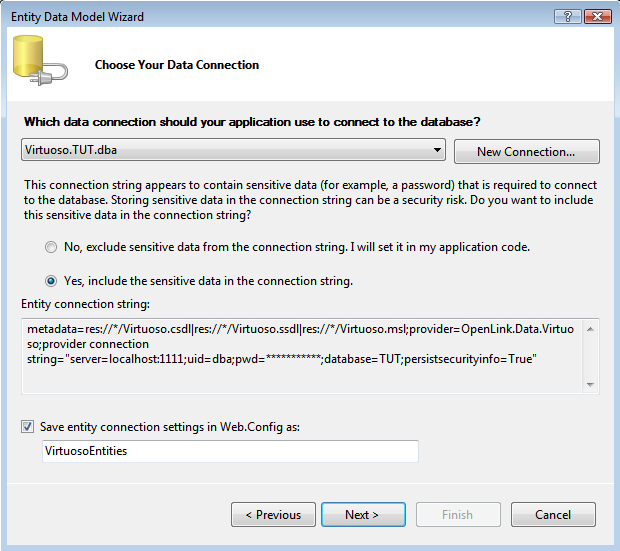 Entity Data Model Wizard
?
Choose Your Data Connection
Which data connection should your application use to connect to the database?
Virtuoso.TUT.dba
New Connection...
This connection string appears to contain sensitive data (for example, a password) that is required to connect
to the database. Storing sensitive data in the connection string can be a security risk. Do you want to include
this sensitive data in the connection string?
No, exclude sensitive data from the connection string. I will set it in my application code.
Yes, include the sensitive data in the connection string.
Entity connection string:
metadata=res://*/Virtuoso.csdl|res://*/Virtuoso.ssdl|res://*/Virtuoso.msl;provider=OpenLink.Data.Virtuo
so;provider connection
string="server=localhost:1111;uid=dba;pwd=***********;database=TUT;persistsecurityinfo=True"
Save entity connection settings in Web.Config as:
VirtuosoEntities
< Previous
Next >
Finish
Cancel